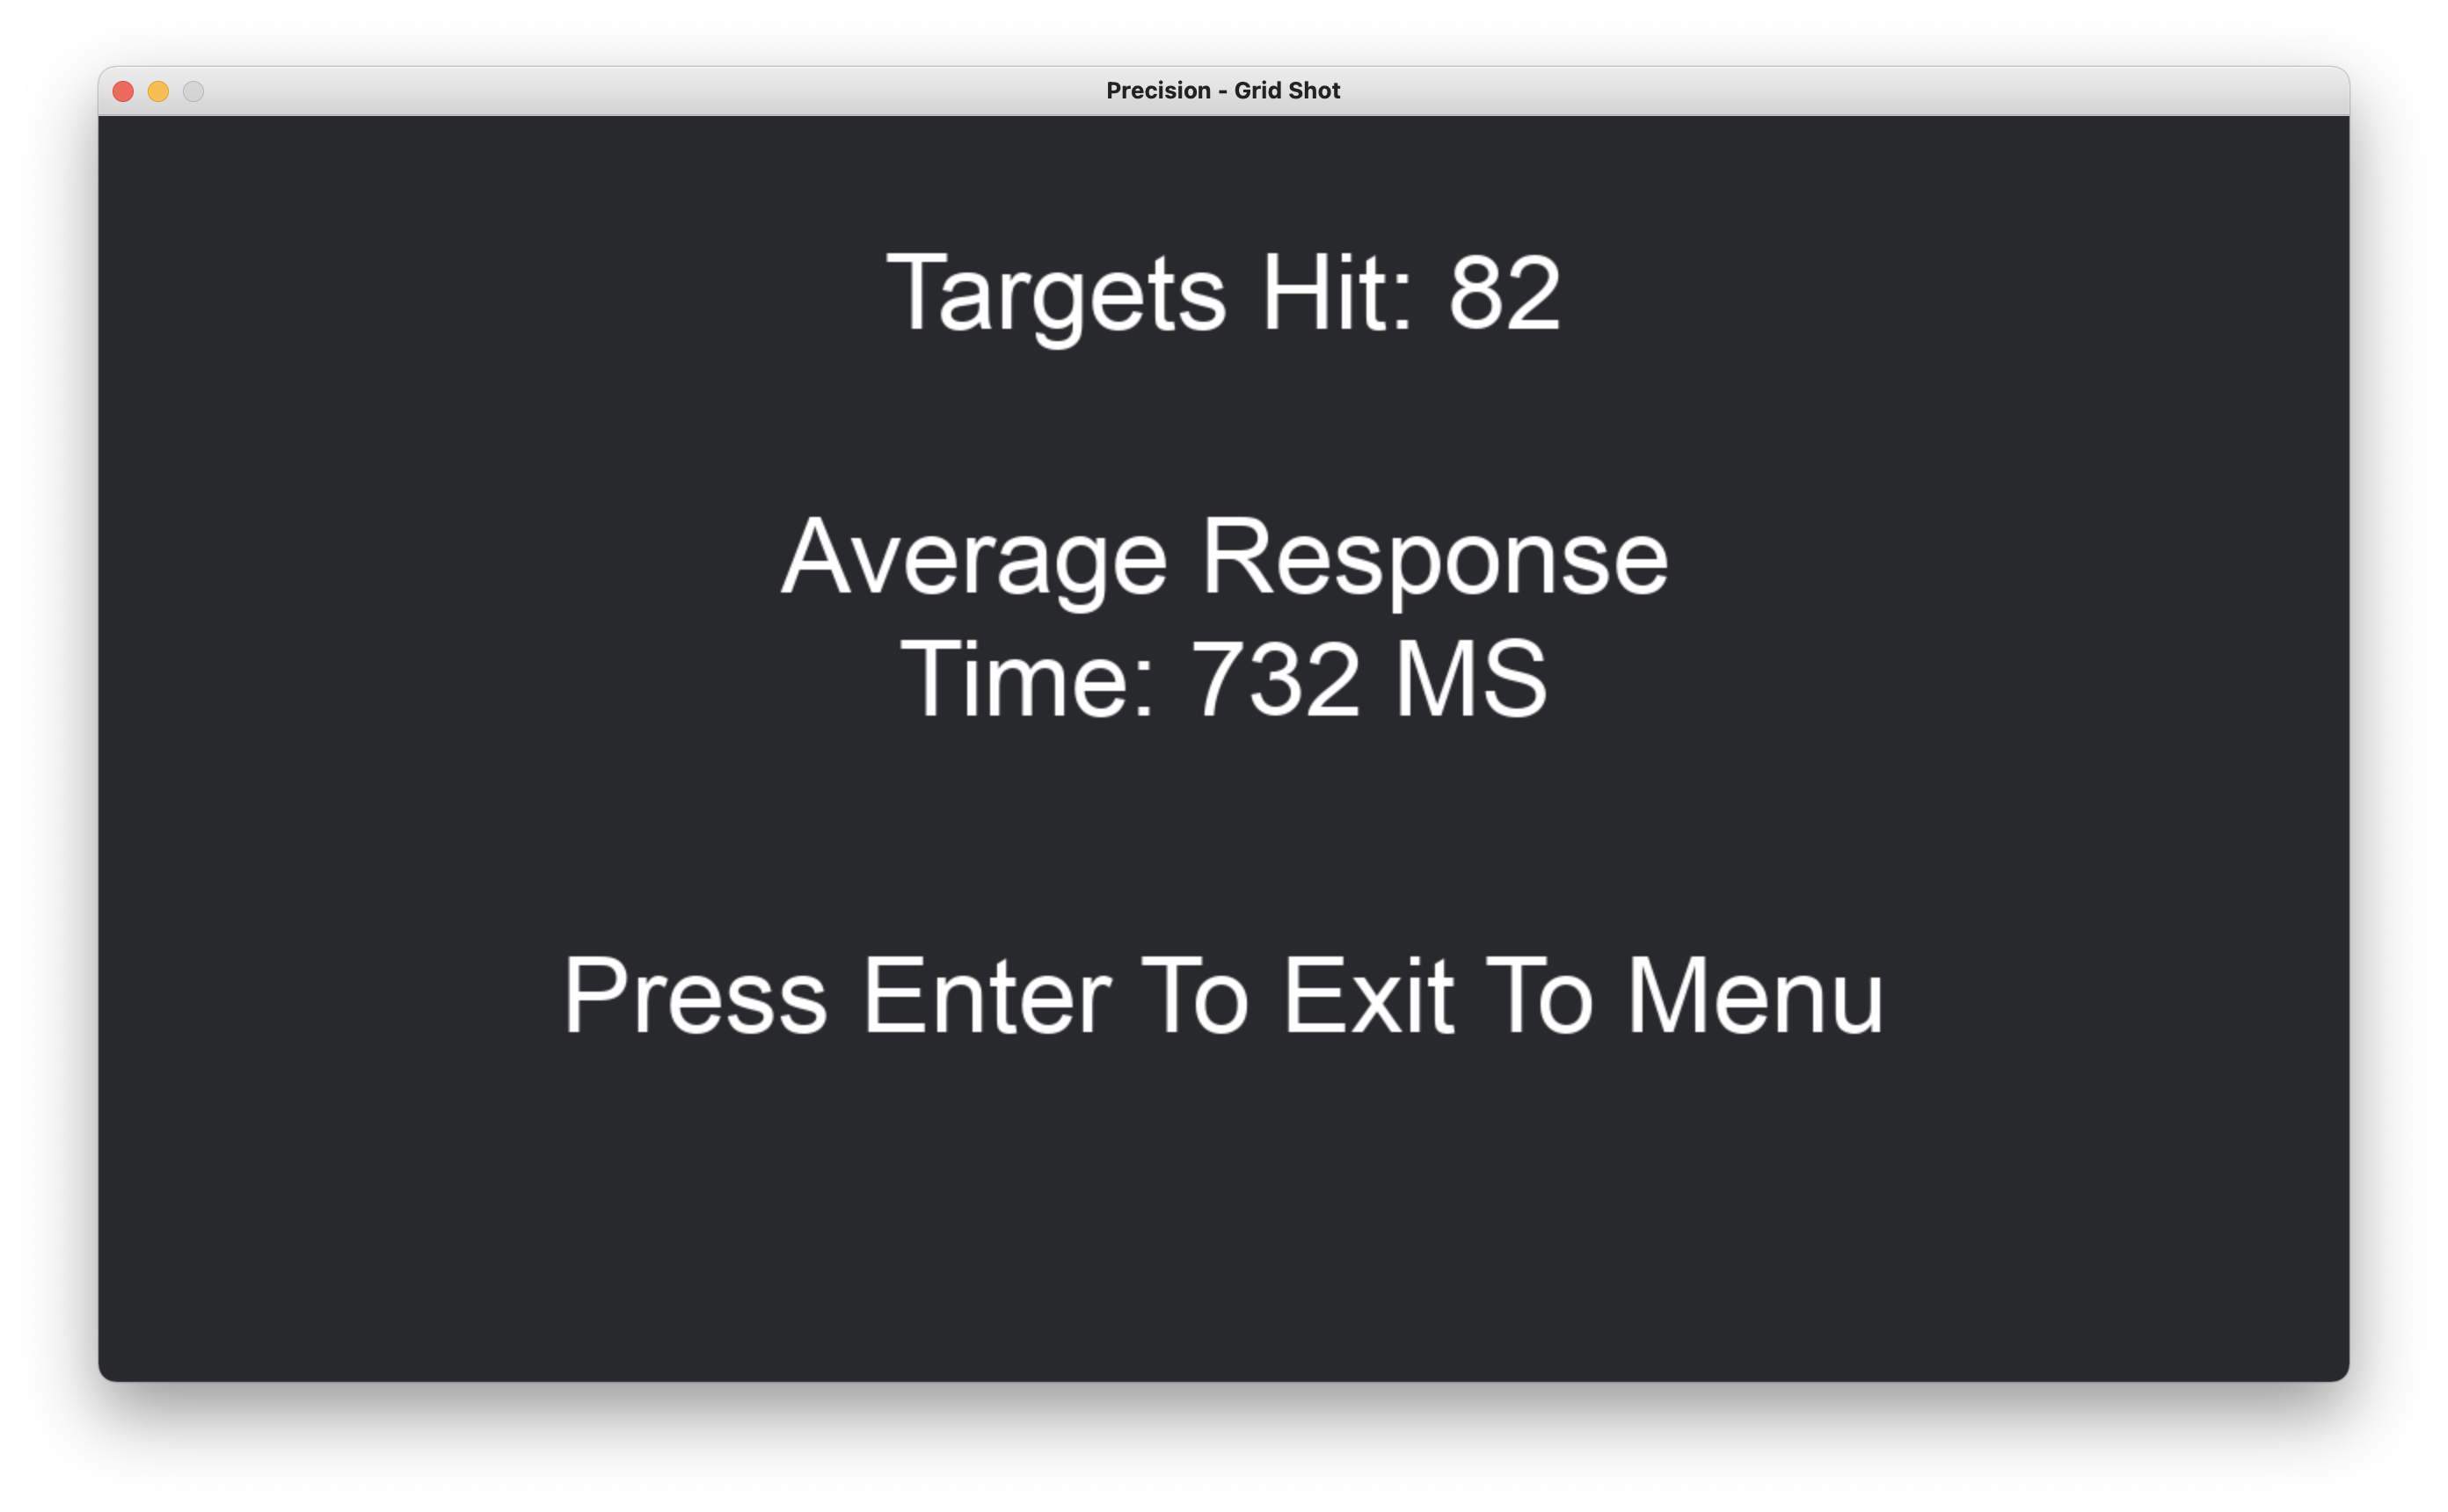 Precision - Grid Shot
Targets Hit: 82
Average Response
Time: 732 MS
Press Enter To Exit To Menu